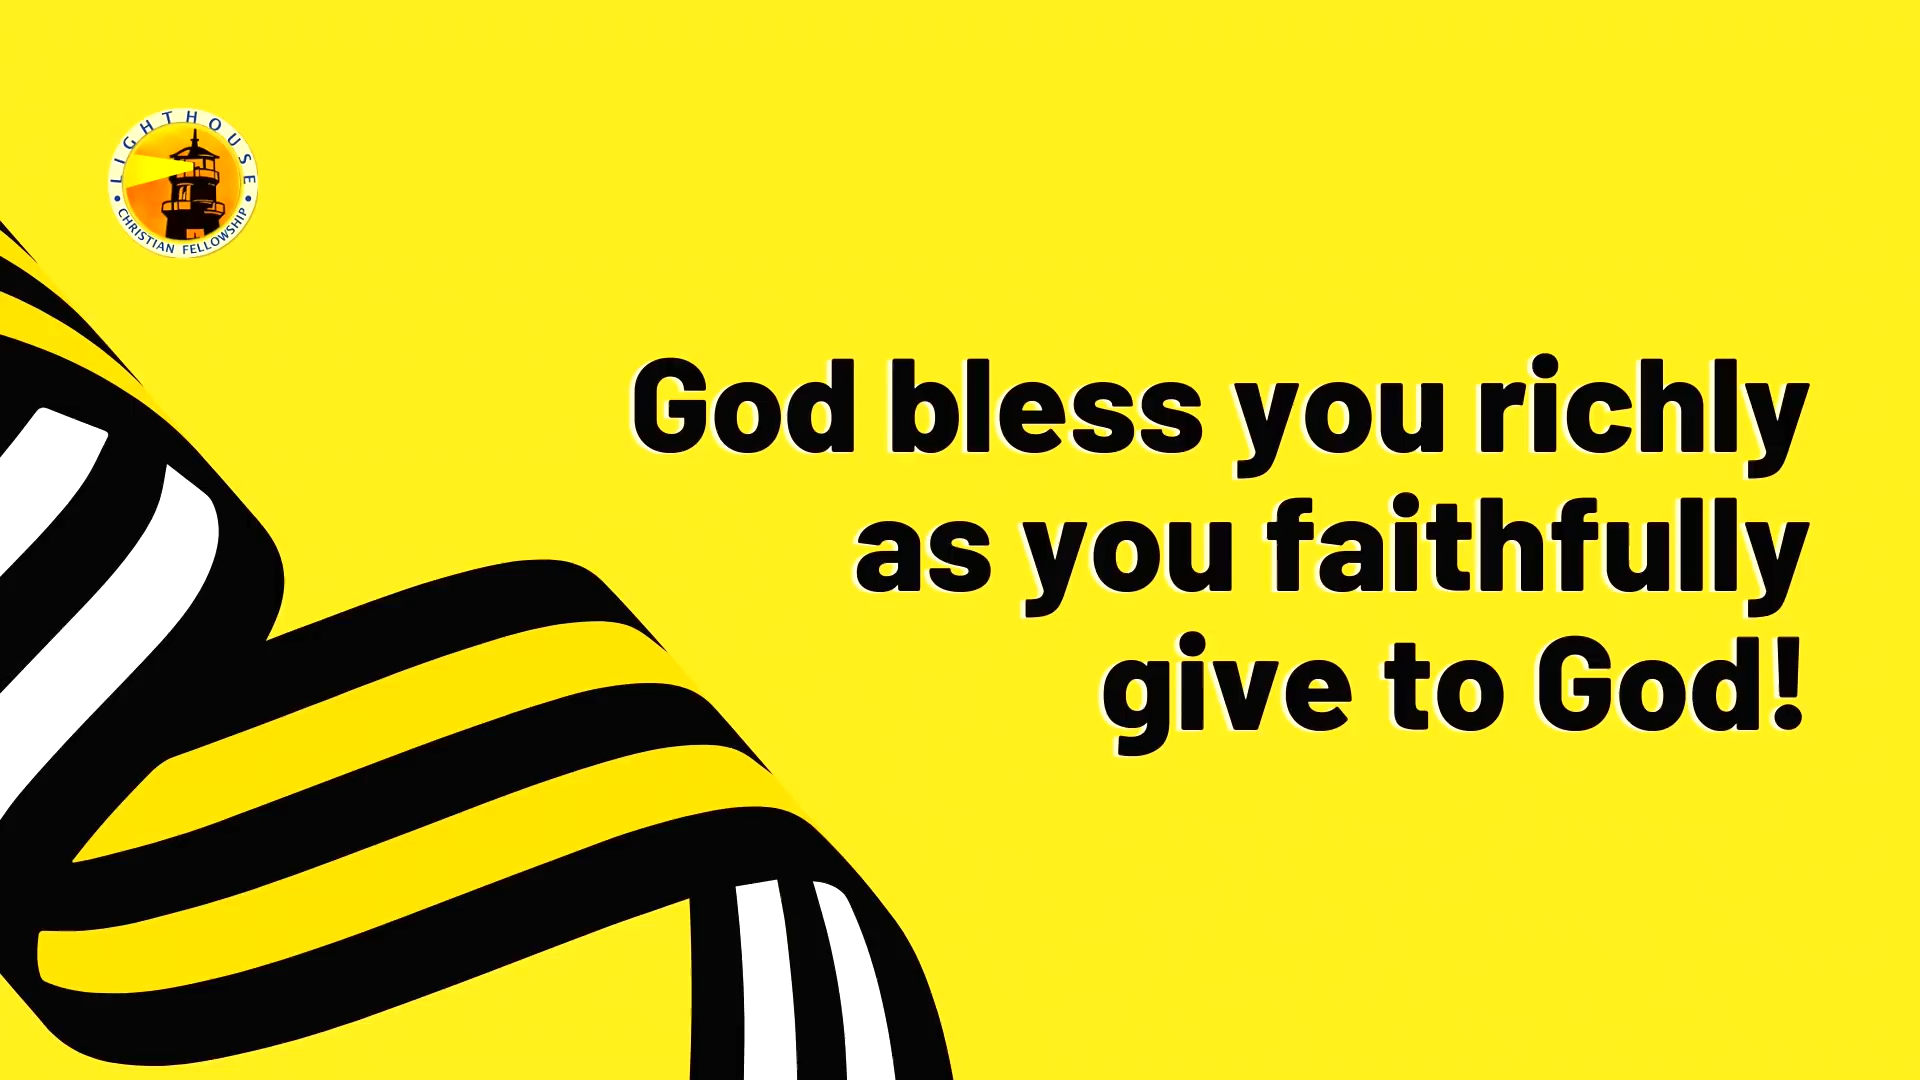 LIGHTHOUSE
CHRISTIAN FELLOWSHIP
God bless you richly
as you faithfully
give to God!